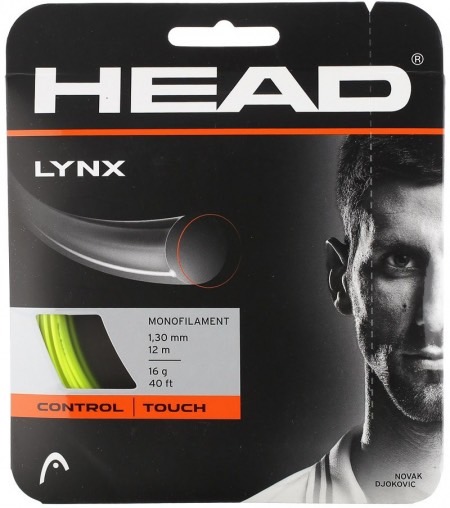 HEAD®
LYNX
MONOFILAMENT
1,30 mm
12 m
16 g
40 ft
CONTROL | TOUCH
NOVAK
DJOKOVIC